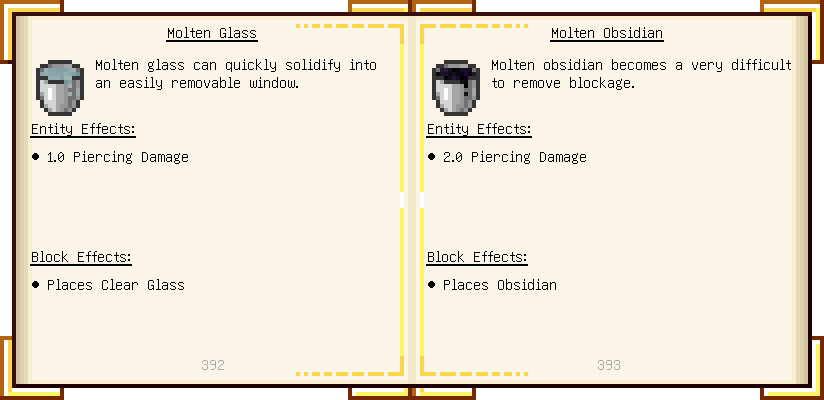 Molten Glass
Molten glass can quickly solidify into
an easily removable window.
Entity Effects:
● 1.0 Piercing Damage
Block Effects:
● Places Clear Glass
392
Molten Obsidian
Molten obsidian becomes a very difficult
to remove blockage.
Entity Effects:
● 2.0 Piercing Damage
Block Effects:
● Places Obsidian
393